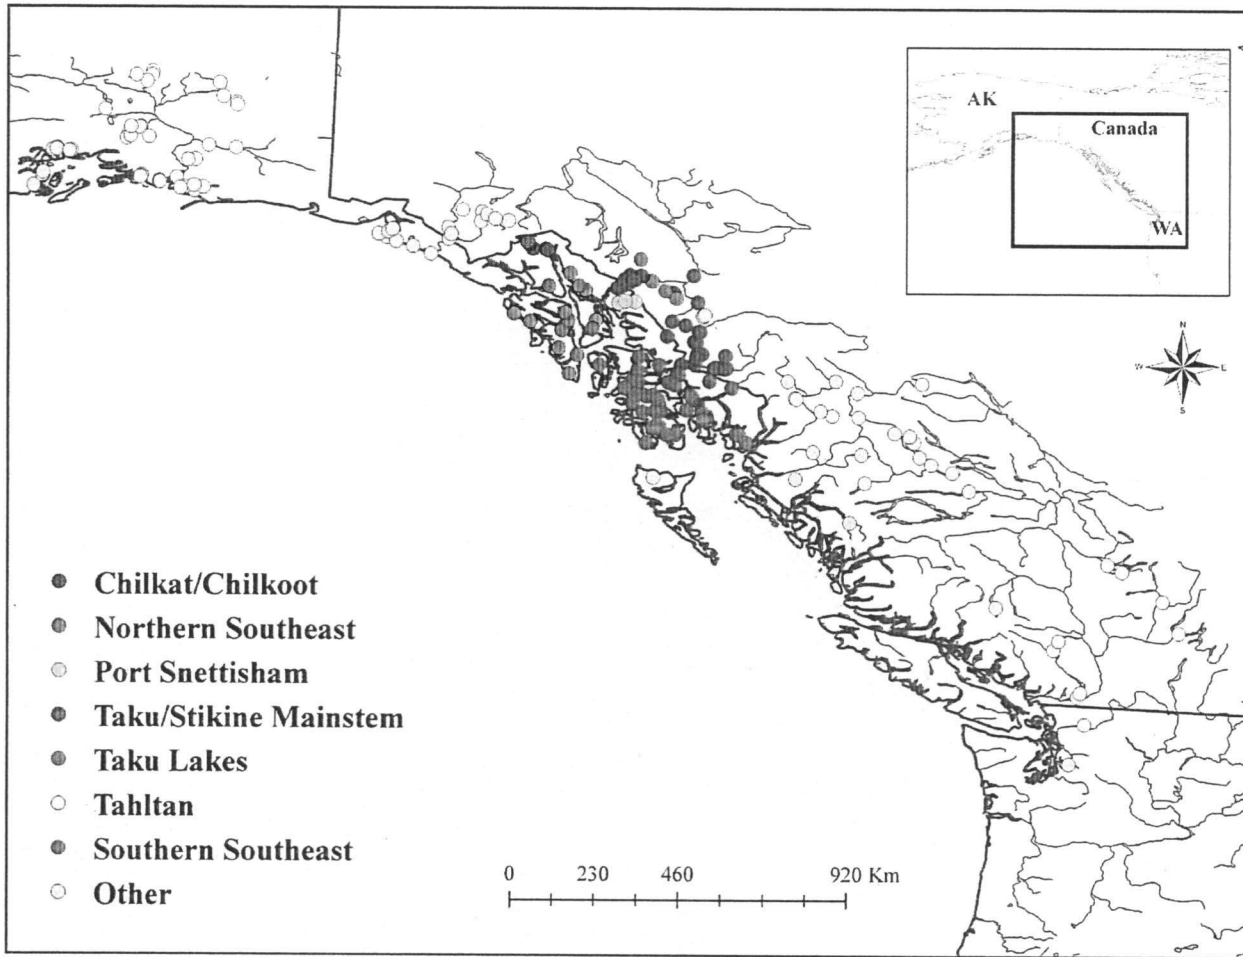 AK
Canada
WA
N
W E
S
Chilkat/Chilkoot
Northern Southeast
Port Snettisham
Taku/Stikine Mainstem
Taku Lakes
Tahltan
Southern Southeast
Other
0 230 460 920 Km